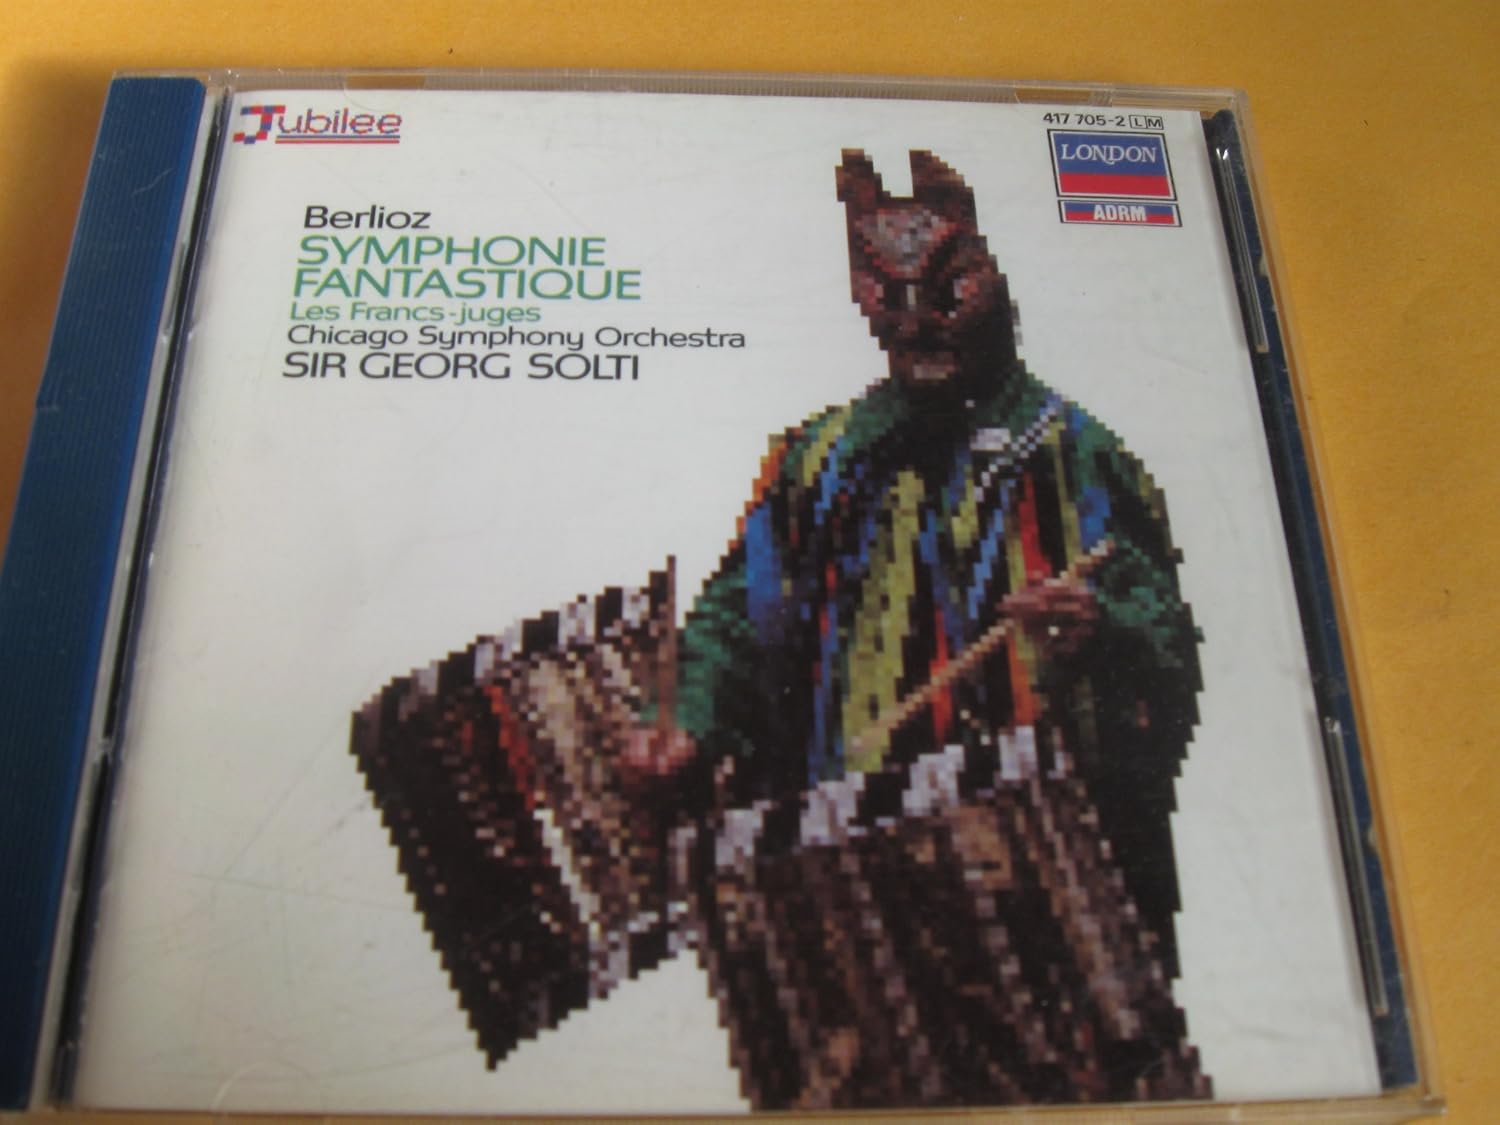 Jubilee
417 705-2 LM
LONDON
ADRM
Berlioz
SYMPHONIE
FANTASTIQUE
Les Francs-juges
Chicago Symphony Orchestra
SIR GEORG SOLTI